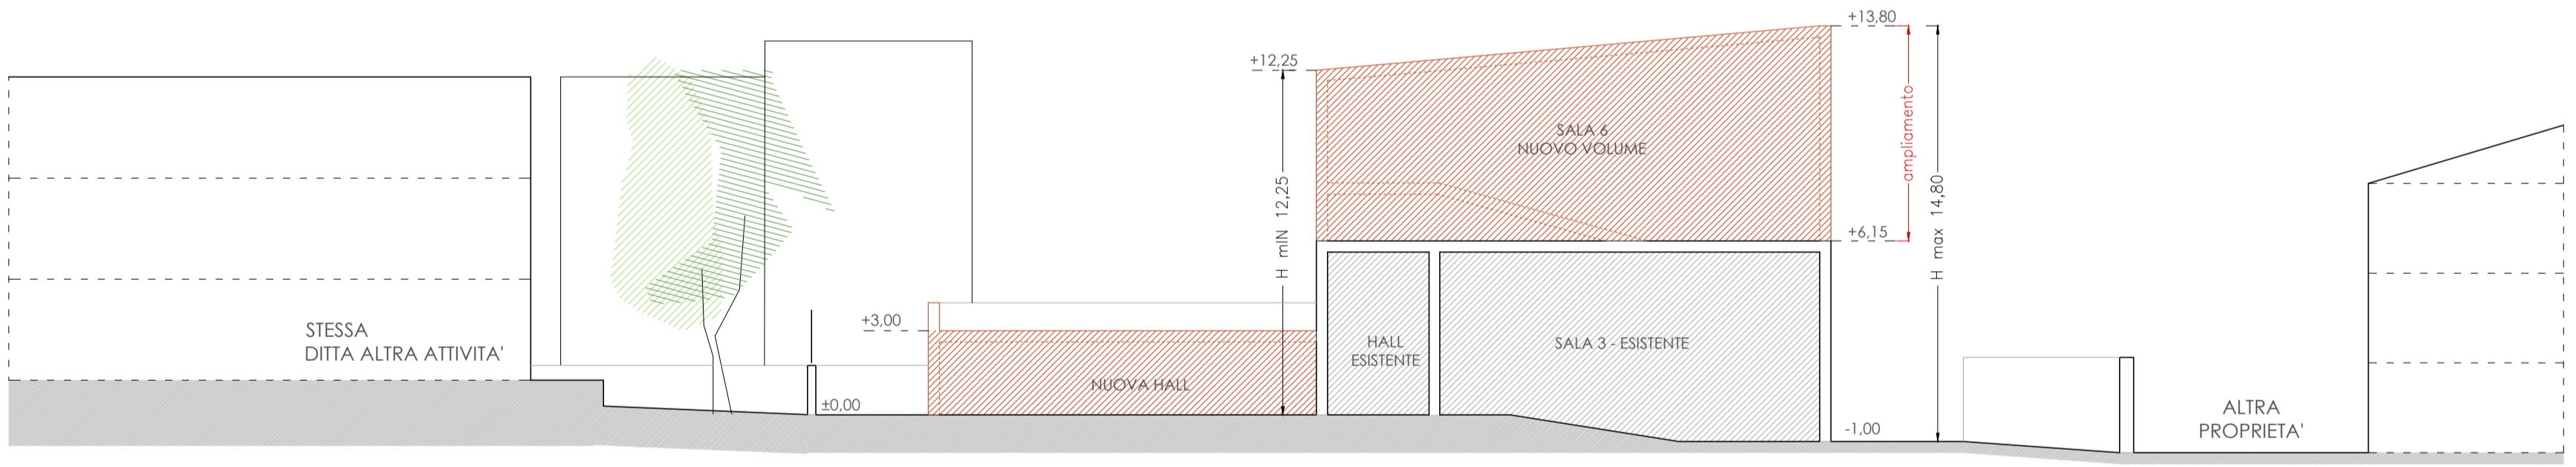 +13,80
+12,25
ampliamento
SALA 6
NUOVO VOLUME
H mIN 12,25
H max 14,80
+6,15
+3,00
STESSA
DITTA ALTRA ATTIVITA'
HALL
ESISTENTE
SALA 3 - ESISTENTE
NUOVA HALL
±0,00
-1,00
ALTRA
PROPRIETA'